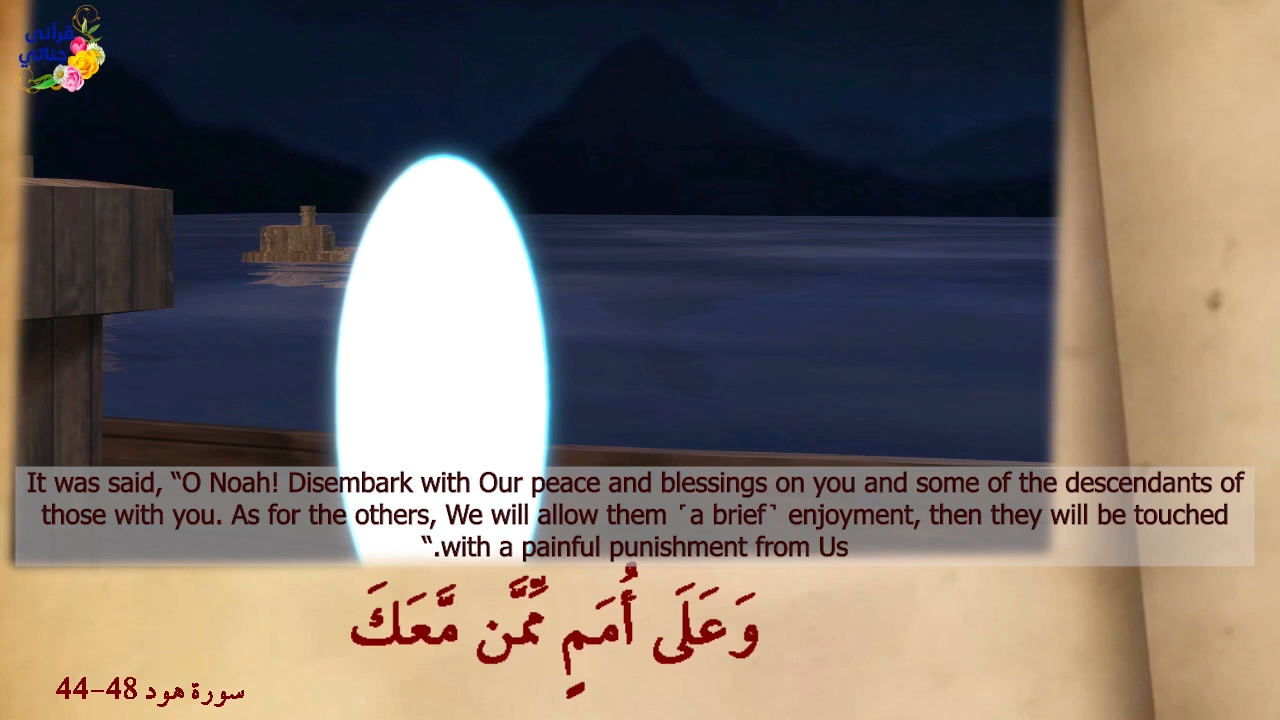 قرآني
حياتي
It was said, “O Noah! Disembark with Our peace and blessings on you and some of the descendants of
those with you. As for the others, We will allow them ˹a brief˺ enjoyment, then they will be touched
“.with a painful punishment from Us
وَعَلَى أُمَمٍ مِّمَّن مَّعَكَ
سورة هود 48-44